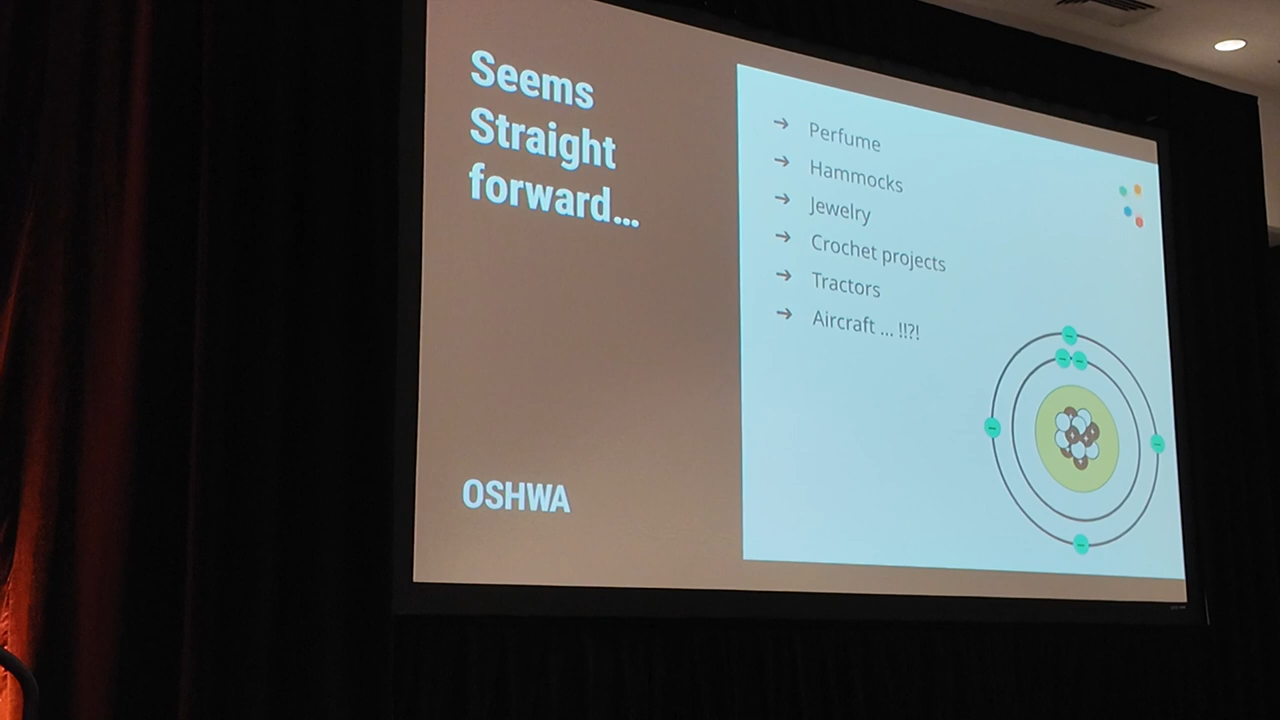 Seems
Straight
forward...
OSHWA
→ Perfume
→ Hammocks
→ Jewelry
→ Crochet projects
→ Tractors
→ Aircraft ... !!?!